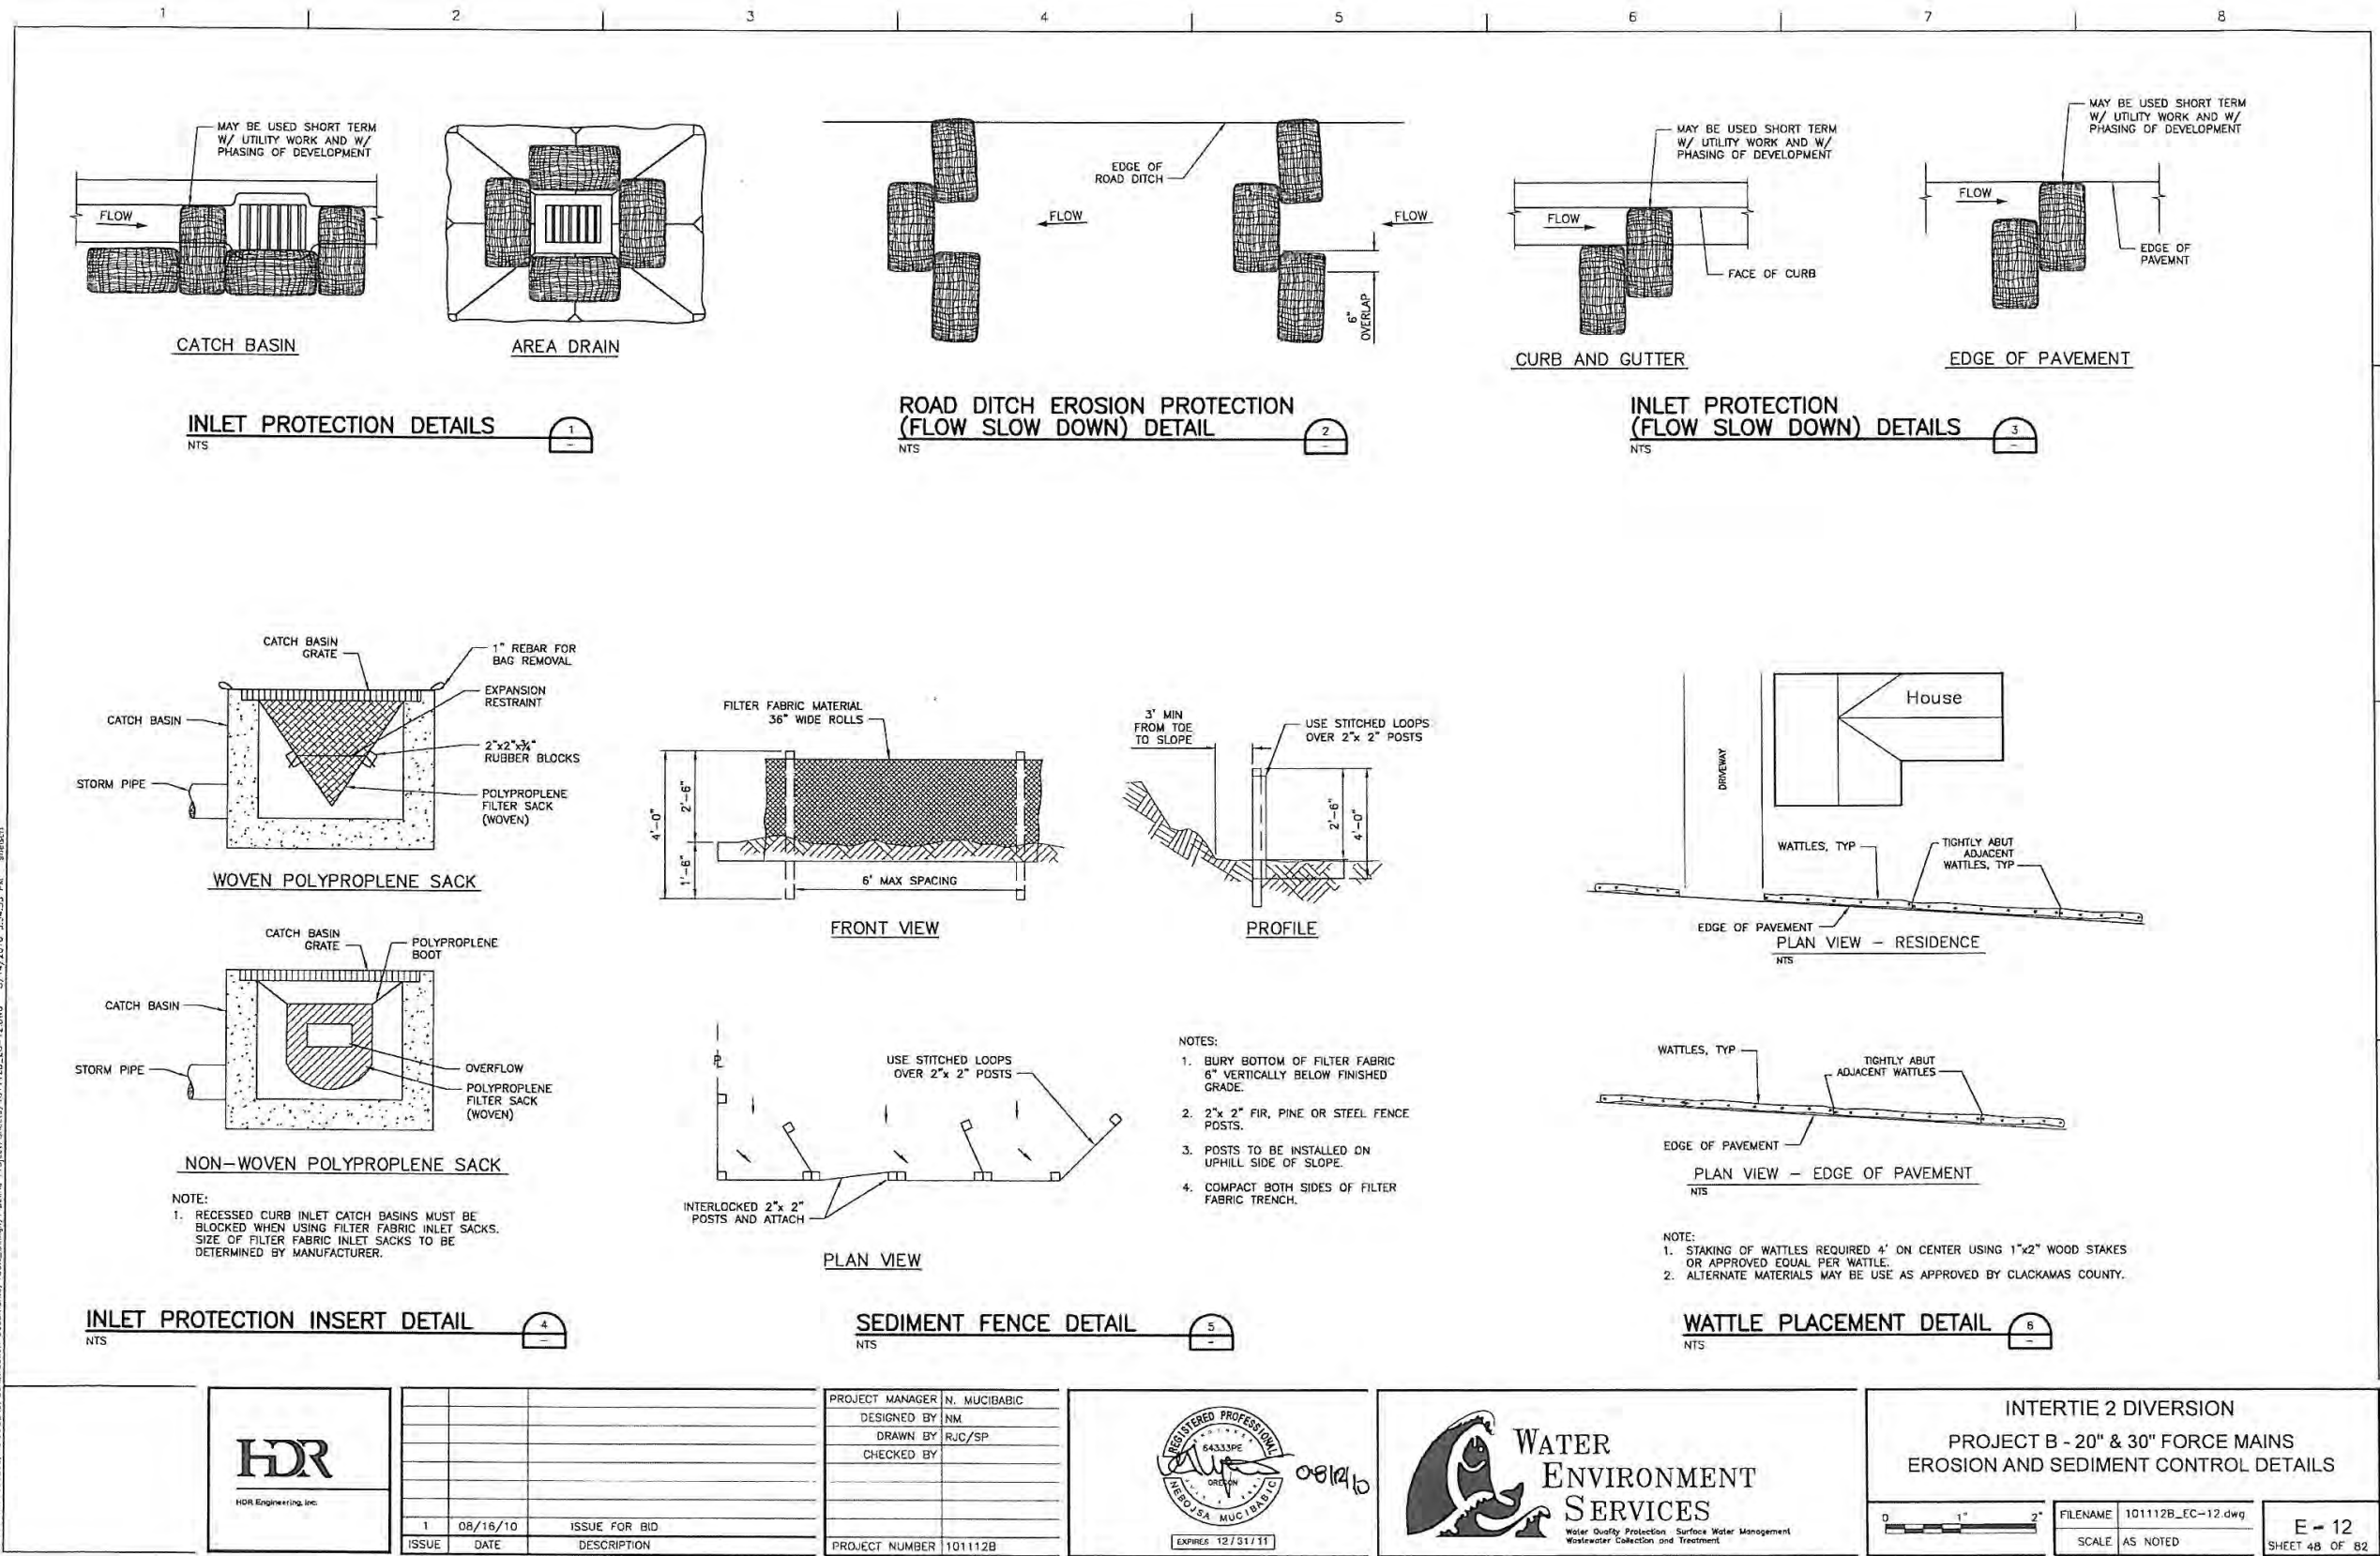 1 2 3 4 5 6 7 8
MAY BE USED SHORT TERM
W/ UTILITY WORK AND W/
PHASING OF DEVELOPMENT
FLOW
CATCH BASIN
AREA DRAIN
INLET PROTECTION DETAILS
1
-
NTS
EDGE OF
ROAD DITCH
FLOW
FLOW
6"
OVERLAP
ROAD DITCH EROSION PROTECTION
(FLOW SLOW DOWN) DETAIL
2
-
NTS
MAY BE USED SHORT TERM
W/ UTILITY WORK AND W/
PHASING OF DEVELOPMENT
FLOW
FACE OF CURB
CURB AND GUTTER
MAY BE USED SHORT TERM
W/ UTILITY WORK AND W/
PHASING OF DEVELOPMENT
FLOW
EDGE OF
PAVEMNT
EDGE OF PAVEMENT
INLET PROTECTION
(FLOW SLOW DOWN) DETAILS
3
-
NTS
CATCH BASIN
GRATE
1" REBAR FOR
BAG REMOVAL
EXPANSION
RESTRAINT
CATCH BASIN
2"x2"x¾"
RUBBER BLOCKS
STORM PIPE
POLYPROPLENE
FILTER SACK
(WOVEN)
WOVEN POLYPROPLENE SACK
CATCH BASIN
GRATE
POLYPROPLENE
BOOT
CATCH BASIN
STORM PIPE
OVERFLOW
POLYPROPLENE
FILTER SACK
(WOVEN)
NON-WOVEN POLYPROPLENE SACK
NOTE:
1. RECESSED CURB INLET CATCH BASINS MUST BE
BLOCKED WHEN USING FILTER FABRIC INLET SACKS.
SIZE OF FILTER FABRIC INLET SACKS TO BE
DETERMINED BY MANUFACTURER.
INLET PROTECTION INSERT DETAIL
4
-
NTS
FILTER FABRIC MATERIAL
36" WIDE ROLLS
4'-0"
2'-6"
1'-6"
6' MAX SPACING
FRONT VIEW
3' MIN
FROM TOE
TO SLOPE
USE STITCHED LOOPS
OVER 2"x 2" POSTS
2'-6"
4'-0"
PROFILE
PL
USE STITCHED LOOPS
OVER 2"x 2" POSTS
INTERLOCKED 2"x 2"
POSTS AND ATTACH
PLAN VIEW
NOTES:
1. BURY BOTTOM OF FILTER FABRIC
6" VERTICALLY BELOW FINISHED
GRADE.
2. 2"x 2" FIR, PINE OR STEEL FENCE
POSTS.
3. POSTS TO BE INSTALLED ON
UPHILL SIDE OF SLOPE.
4. COMPACT BOTH SIDES OF FILTER
FABRIC TRENCH.
SEDIMENT FENCE DETAIL
5
-
NTS
House
DRIVEWAY
WATTLES, TYP
TIGHTLY ABUT
ADJACENT
WATTLES, TYP
EDGE OF PAVEMENT
PLAN VIEW - RESIDENCE
NTS
WATTLES, TYP
TIGHTLY ABUT
ADJACENT WATTLES
EDGE OF PAVEMENT
PLAN VIEW - EDGE OF PAVEMENT
NTS
NOTE:
1. STAKING OF WATTLES REQUIRED 4' ON CENTER USING 1"x2" WOOD STAKES
OR APPROVED EQUAL PER WATTLE.
2. ALTERNATE MATERIALS MAY BE USE AS APPROVED BY CLACKAMAS COUNTY.
WATTLE PLACEMENT DETAIL
6
-
NTS
HDR
HDR Engineering, Inc.
1 08/16/10 ISSUE FOR BID
ISSUE DATE DESCRIPTION
PROJECT MANAGER N. MUCIBABIC
DESIGNED BY NM
DRAWN BY RJC/SP
CHECKED BY
PROJECT NUMBER 101112B
REGISTERED PROFESSIONAL
64333PE
OREGON
NEBOJSA MUCIBABIC
EXPIRES 12/31/11
WATER
ENVIRONMENT
SERVICES
Water Quality Protection Surface Water Management
Wastewater Collection and Treatment
INTERTIE 2 DIVERSION
PROJECT B - 20" & 30" FORCE MAINS
EROSION AND SEDIMENT CONTROL DETAILS
0 1" 2"
FILENAME 101112B_EC-12.dwg
SCALE AS NOTED
E - 12
SHEET 48 OF 82